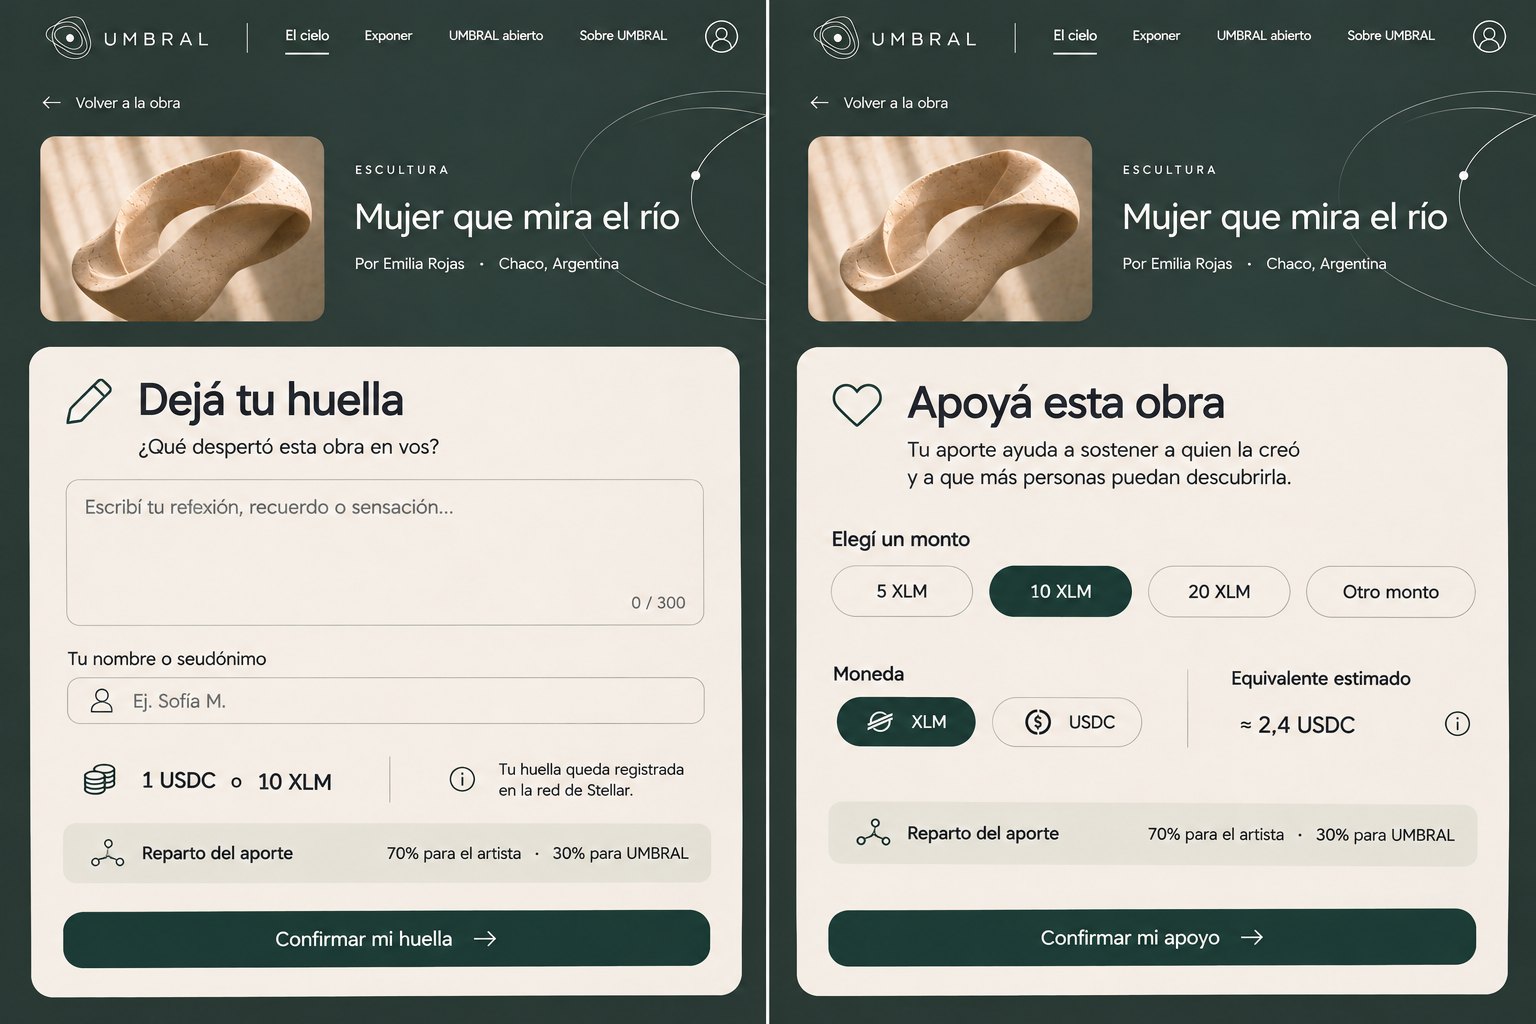 UMBRAL
El cielo
Exponer
UMBRAL abierto
Sobre UMBRAL
Volver a la obra
ESCULTURA
Mujer que mira el río
Por Emilia Rojas • Chaco, Argentina
Dejá tu huella
¿Qué despertó esta obra en vos?
Escribí tu refexión, recuerdo o sensación...
0 / 300
Tu nombre o seudónimo
Ej. Sofía M.
1 USDC o 10 XLM
Tu huella queda registrada
en la red de Stellar.
Reparto del aporte
70% para el artista • 30% para UMBRAL
Confirmar mi huella
UMBRAL
El cielo
Exponer
UMBRAL abierto
Sobre UMBRAL
Volver a la obra
ESCULTURA
Mujer que mira el río
Por Emilia Rojas • Chaco, Argentina
Apoyá esta obra
Tu aporte ayuda a sostener a quien la creó
y a que más personas puedan descubrirla.
Elegí un monto
5 XLM
10 XLM
20 XLM
Otro monto
Moneda
XLM
USDC
Equivalente estimado
≈ 2,4 USDC
Reparto del aporte
70% para el artista • 30% para UMBRAL
Confirmar mi apoyo